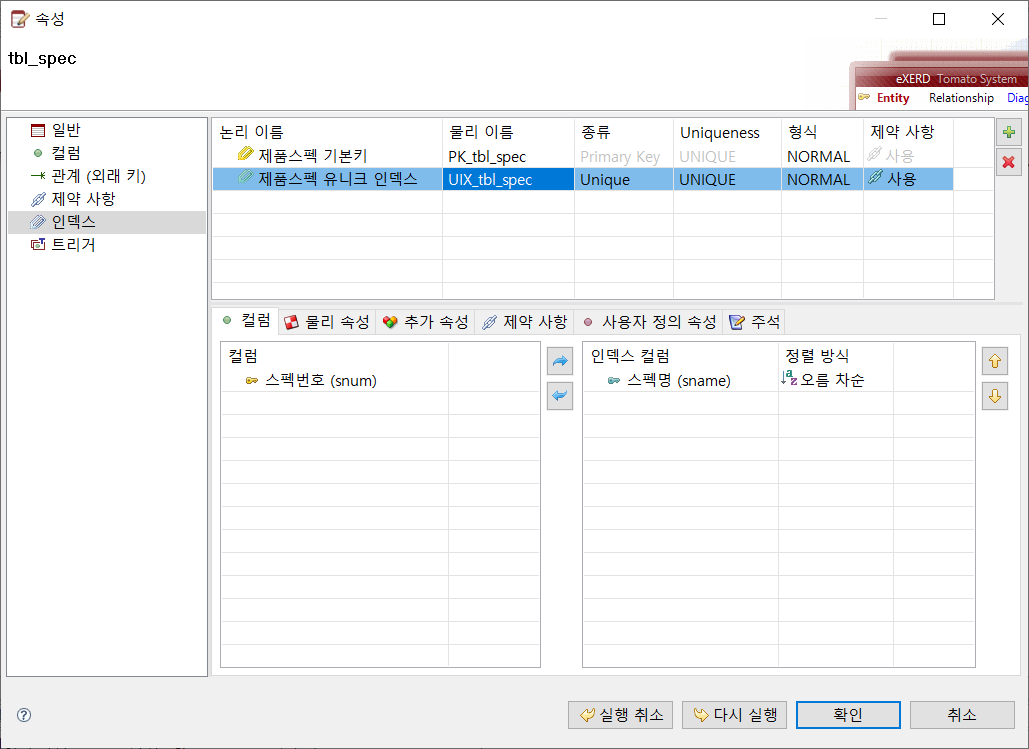 속성
tbl_spec
eXERD Tomato System
Entity Relationship Diag
일반
컬럼
관계 (외래 키)
제약 사항
인덱스
트리거
논리 이름 물리 이름 종류 Uniqueness 형식 제약 사항
제품스펙 기본키 PK_tbl_spec Primary Key UNIQUE NORMAL 사용
제품스펙 유니크 인덱스 UIX_tbl_spec Unique UNIQUE NORMAL 사용
컬럼 물리 속성 추가 속성 제약 사항 사용자 정의 속성 주석
컬럼
스펙번호 (snum)
인덱스 컬럼 정렬 방식
스펙명 (sname) 오름 차순
실행 취소 다시 실행 확인 취소